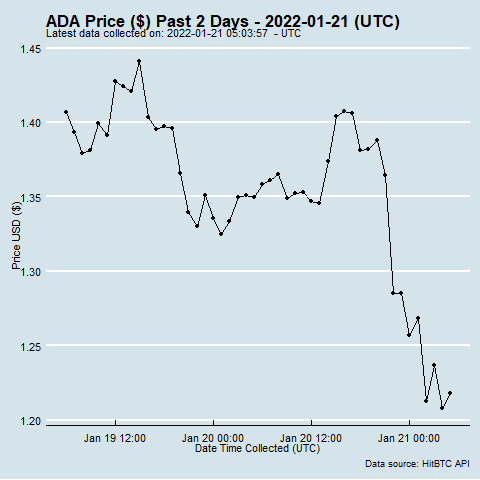 ADA Price ($) Past 2 Days - 2022-01-21 (UTC)
Latest data collected on: 2022-01-21 05:03:57 - UTC
1.45
1.40
1.35
1.30
1.25
1.20
Price USD ($)
Jan 19 12:00 Jan 20 00:00 Jan 20 12:00 Jan 21 00:00
Date Time Collected (UTC)
Data source: HitBTC API